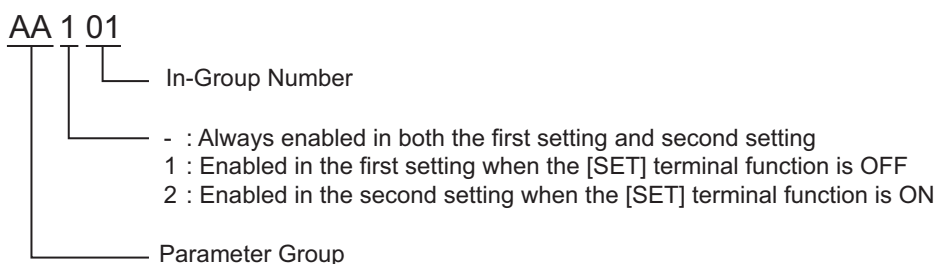 AA 1 01
In-Group Number
- : Always enabled in both the first setting and second setting
1 : Enabled in the first setting when the [SET] terminal function is OFF
2 : Enabled in the second setting when the [SET] terminal function is ON
Parameter Group